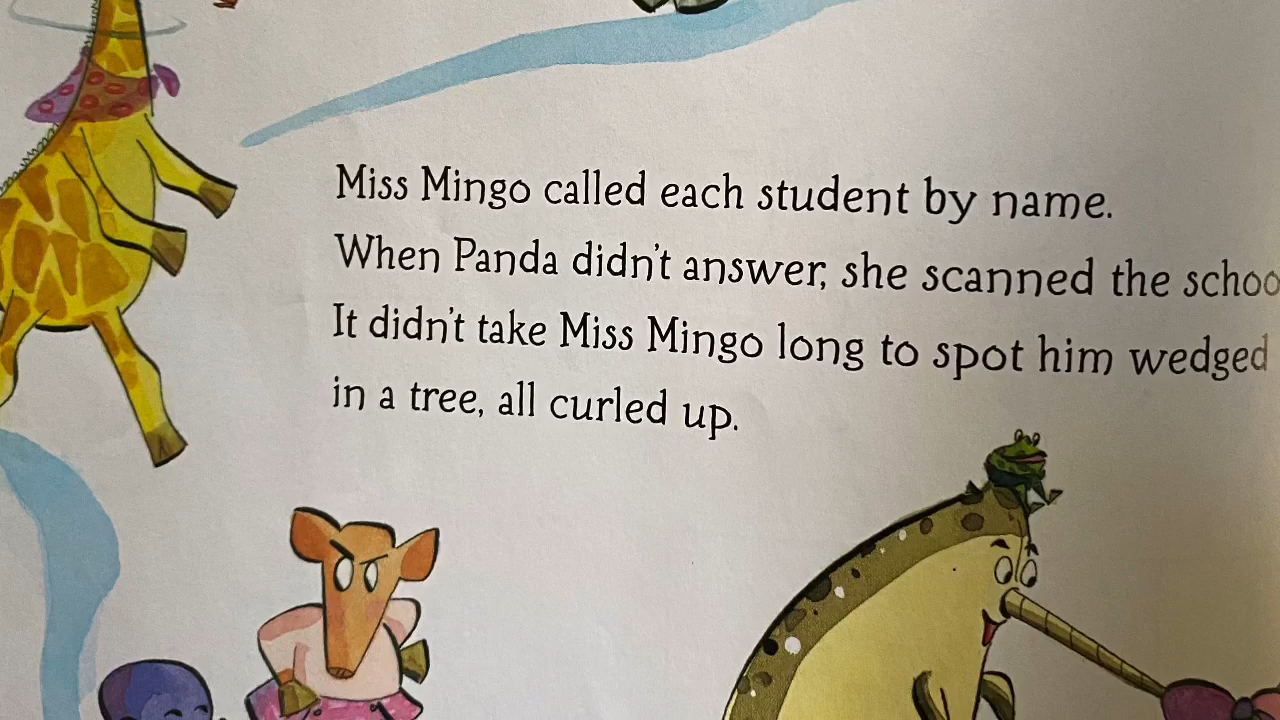 Miss Mingo called each student by name.
When Panda didn't answer, she scanned the
It didn't take Miss Mingo long to spot him wedged
in a tree, all curled up.